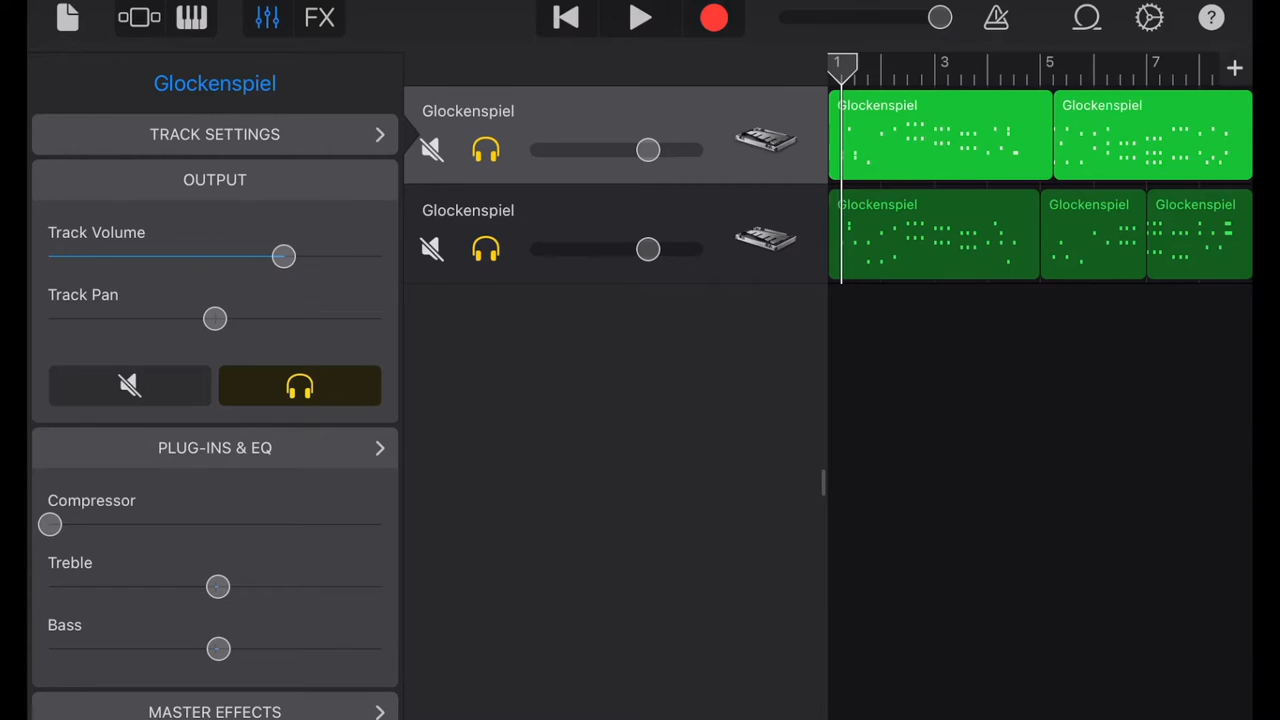 FX
?
Glockenspiel
TRACK SETTINGS
OUTPUT
Track Volume
Track Pan
PLUG-INS & EQ
Compressor
Treble
Bass
MASTER EFFECTS
Glockenspiel
Glockenspiel
1 3 5 7 +
Glockenspiel Glockenspiel
Glockenspiel Glockenspiel Glockenspiel